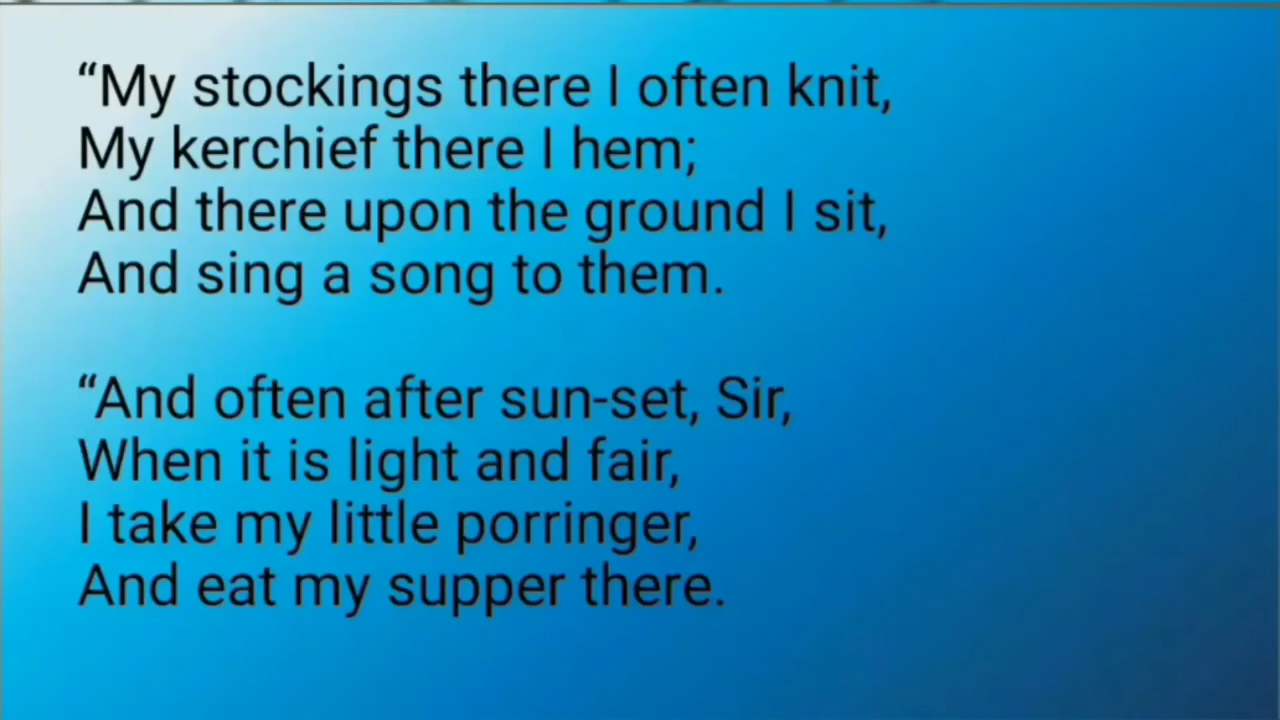 “My stockings there I often knit,
My kerchief there I hem;
And there upon the ground I sit,
And sing a song to them.
“And often after sun-set, Sir,
When it is light and fair,
I take my little porringer,
And eat my supper there.